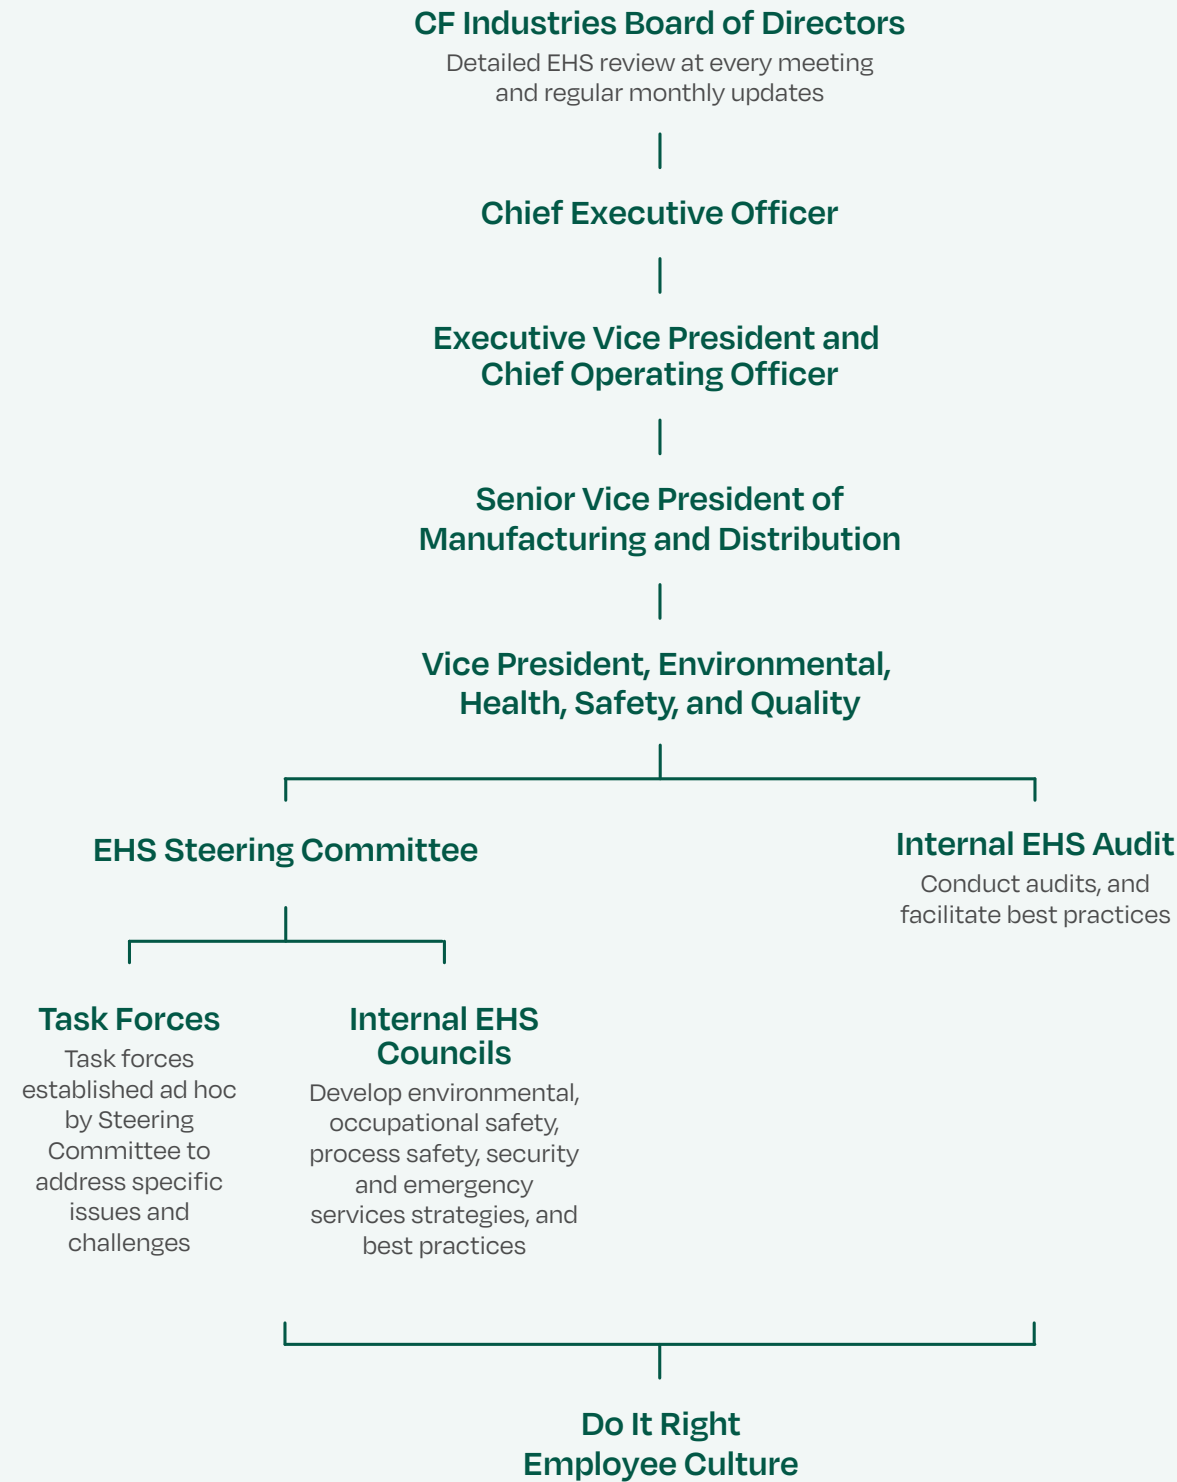 CF Industries Board of Directors
Detailed EHS review at every meeting
and regular monthly updates
Chief Executive Officer
Executive Vice President and
Chief Operating Officer
Senior Vice President of
Manufacturing and Distribution
Vice President, Environmental,
Health, Safety, and Quality
EHS Steering Committee
Internal EHS Audit
Conduct audits, and
facilitate best practices
Task Forces
Task forces
established ad hoc
by Steering
Committee to
address specific
issues and
challenges
Internal EHS
Councils
Develop environmental,
occupational safety,
process safety, security
and emergency
services strategies, and
best practices
Do It Right
Employee Culture